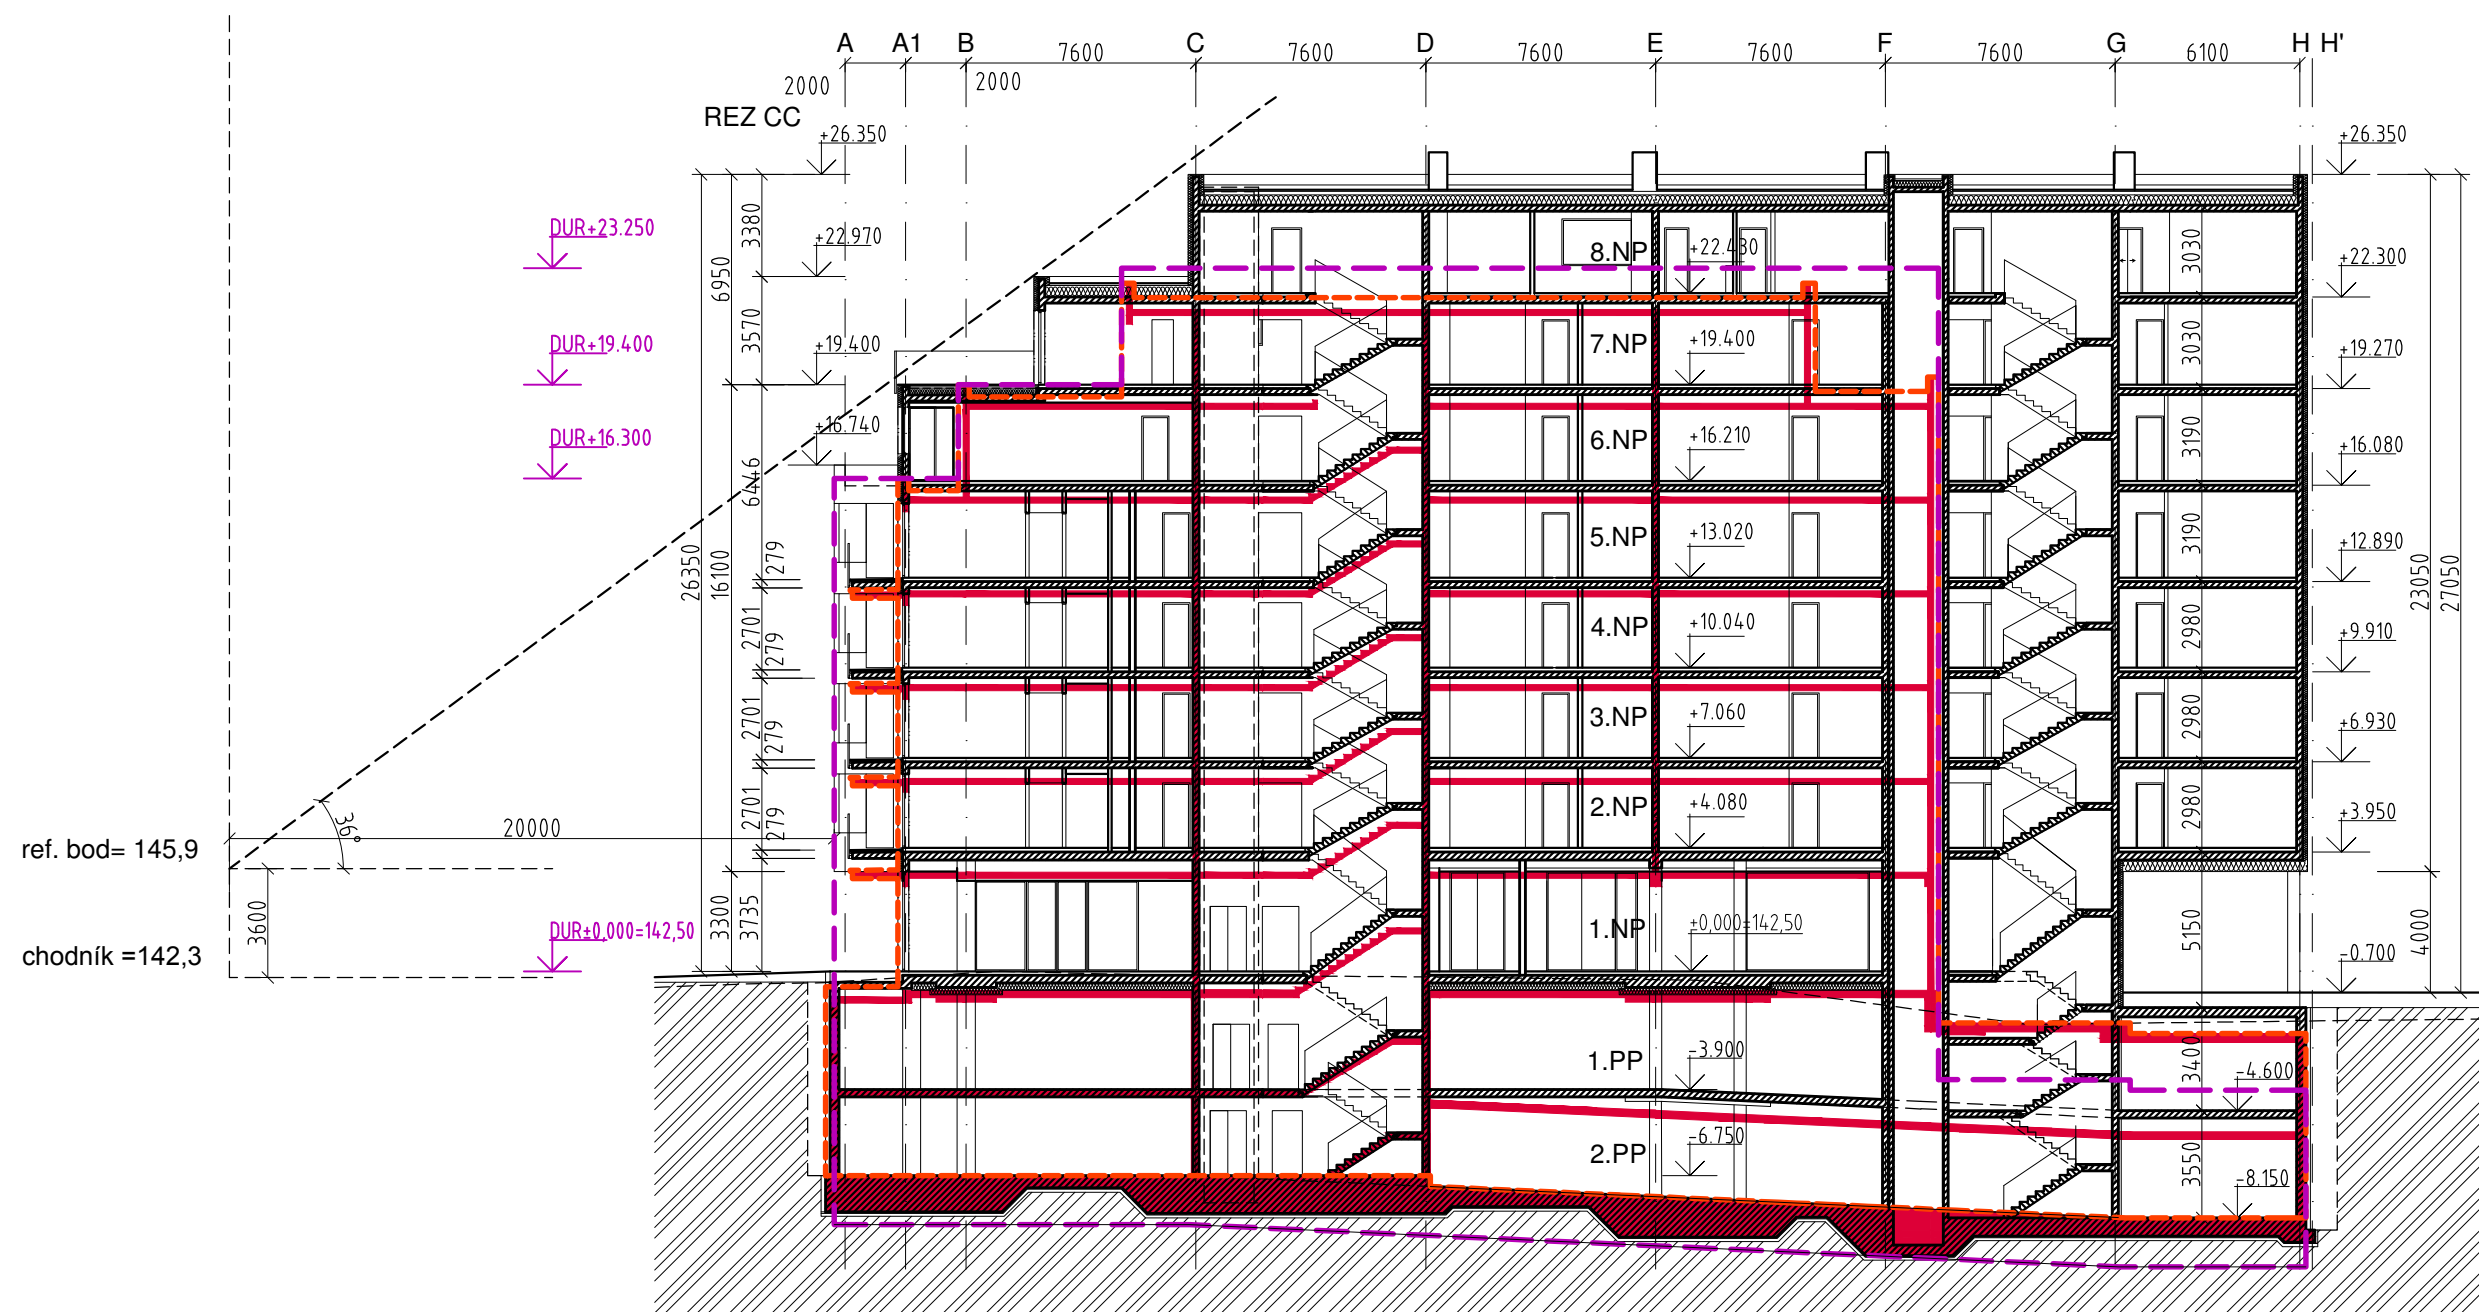 A A1 B 7600 C 7600 D 7600 E 7600 F 7600 G 6100 H H'
2000 2000
REZ CC
+26.350 +26.350
DUR+23.250 +22.970 8.NP +22.430 +22.300
DUR+19.400 +19.400 7.NP +19.400 +19.270
DUR+16.300 +16.740 6.NP +16.210 +16.080
5.NP +13.020 +12.890
4.NP +10.040 +9.910
3.NP +7.060 +6.930
2.NP +4.080 +3.950
DUR±0,000=142,50 1.NP ±0,000=142,50 -0.700
1.PP -3.900 -4.600
2.PP -6.750 -8.150
ref. bod= 145,9
36°
20000
3600
chodník =142,3
26350
6950
16100
3300
3380
3570
6446
279
2701
279
2701
279
2701
279
3735
3030
3030
3190
3190
2980
2980
2980
5150
3400
3550
23050
4000
27050